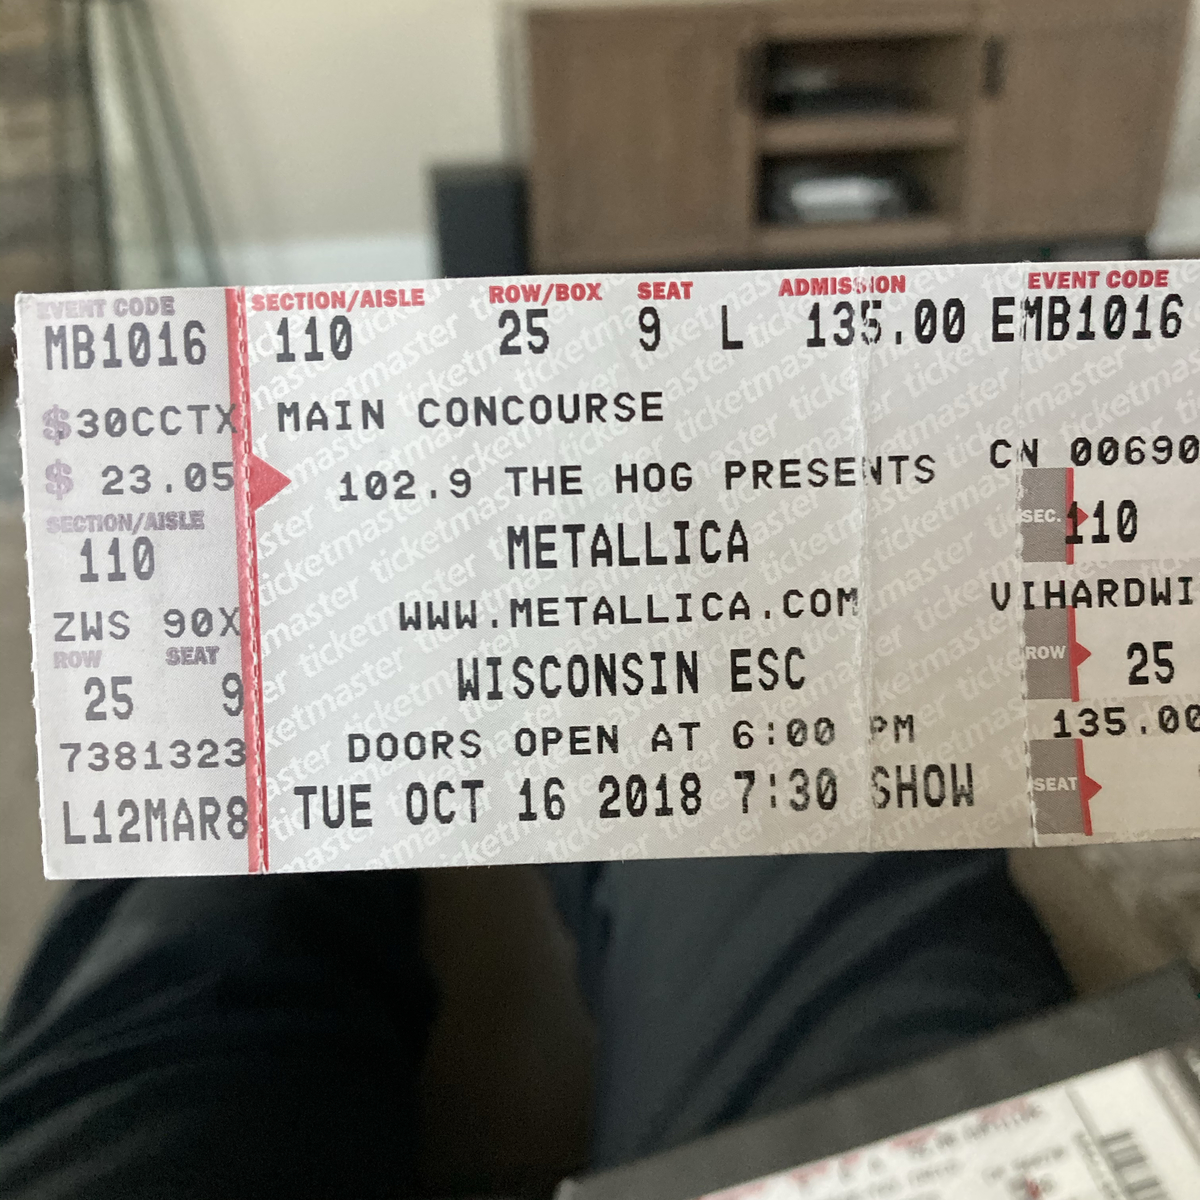 EVENT CODE
MB1016
$30CCTX
$ 23.05
SECTION/AISLE
110
ZWS 90X
ROW SEAT
25 9
7381323
L12MAR8
SECTION/AISLE ROW/BOX SEAT ADMISSION EVENT CODE
110 25 9 L 135.00 EMB1016
MAIN CONCOURSE
102.9 THE HOG PRESENTS
METALLICA
WWW.METALLICA.COM
WISCONSIN ESC
DOORS OPEN AT 6:00 PM
TUE OCT 16 2018 7:30 SHOW
CN 00690
SEC. 110
VIHARDWI
ROW 25
135.00
SEAT
ticketmaster